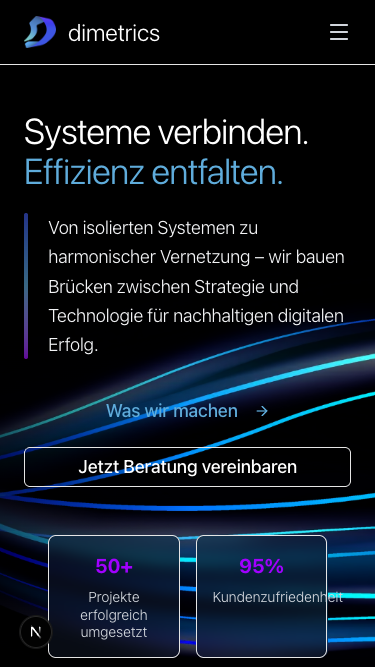 dimetrics
Systeme verbinden.
Effizienz entfalten.
Von isolierten Systemen zu
harmonischer Vernetzung – wir bauen
Brücken zwischen Strategie und
Technologie für nachhaltigen digitalen
Erfolg.
Was wir machen →
Jetzt Beratung vereinbaren
50+
Projekte
erfolgreich
umgesetzt
95%
Kundenzufriedenheit
N